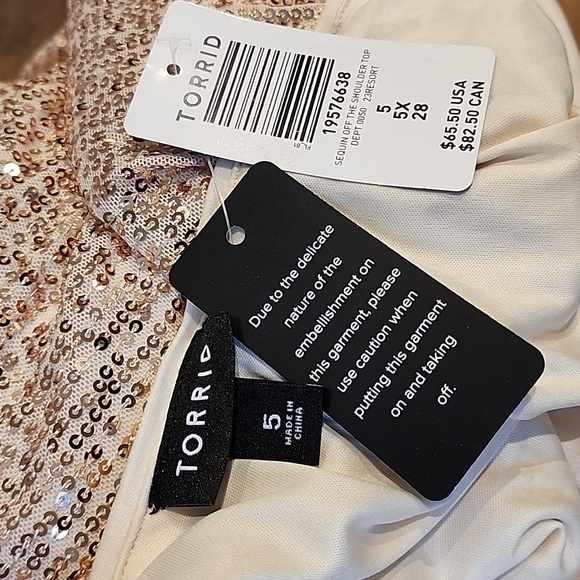 TORRID
19576638
SEQUIN OFF THE SHOULDER TOP
DEPT 0050 23RESORT
5
5X
28
$65.50 USA
$82.50 CAN
Due to the delicate
nature of the
embellishment on
this garment, please
use caution when
putting this garment
on and taking
off.
TORRID
5
MADE IN
CHINA